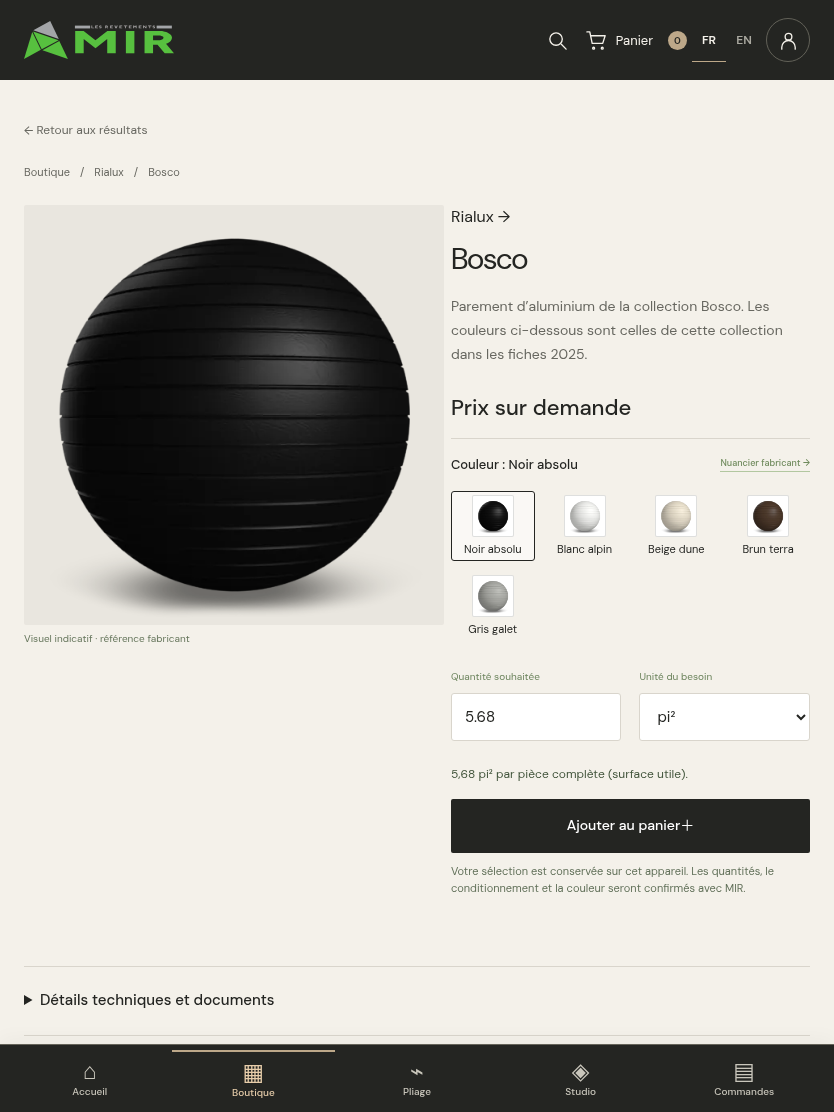 LES REVÊTEMENTS
MIR
Panier
0
FR
EN
← Retour aux résultats
Boutique / Rialux / Bosco
Rialux →
Bosco
Parement d’aluminium de la collection Bosco. Les
couleurs ci-dessous sont celles de cette collection
dans les fiches 2025.
Prix sur demande
Couleur : Noir absolu
Nuancier fabricant →
Noir absolu
Blanc alpin
Beige dune
Brun terra
Gris galet
Visuel indicatif · référence fabricant
Quantité souhaitée
Unité du besoin
5.68
pi²
5,68 pi² par pièce complète (surface utile).
Ajouter au panier+
Votre sélection est conservée sur cet appareil. Les quantités, le
conditionnement et la couleur seront confirmés avec MIR.
Détails techniques et documents
Accueil
Boutique
Pliage
Studio
Commandes